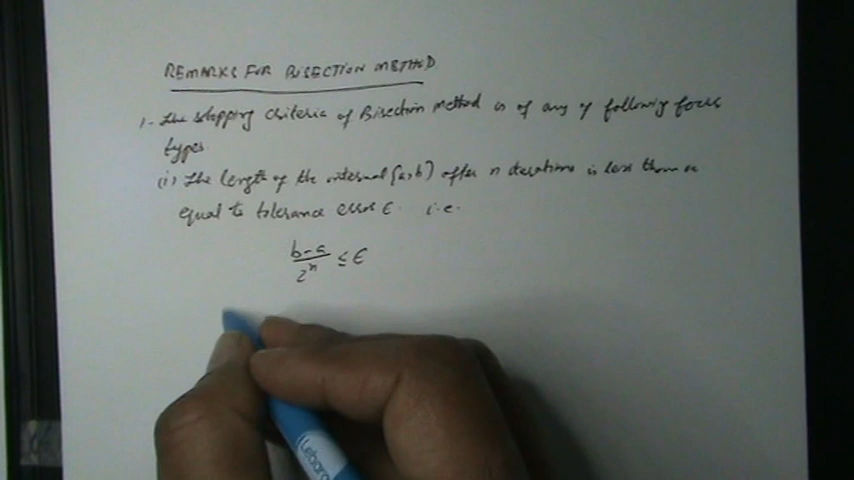 REMARKS FOR BISECTION METHOD
1- The stopping criteria of Bisection Method is of any of following four
types.
(i) The length of the interval [a,b] after n iterations is less than or
equal to tolerance error ϵ. i.e.
b-a/2^n ≤ ϵ
Lebara